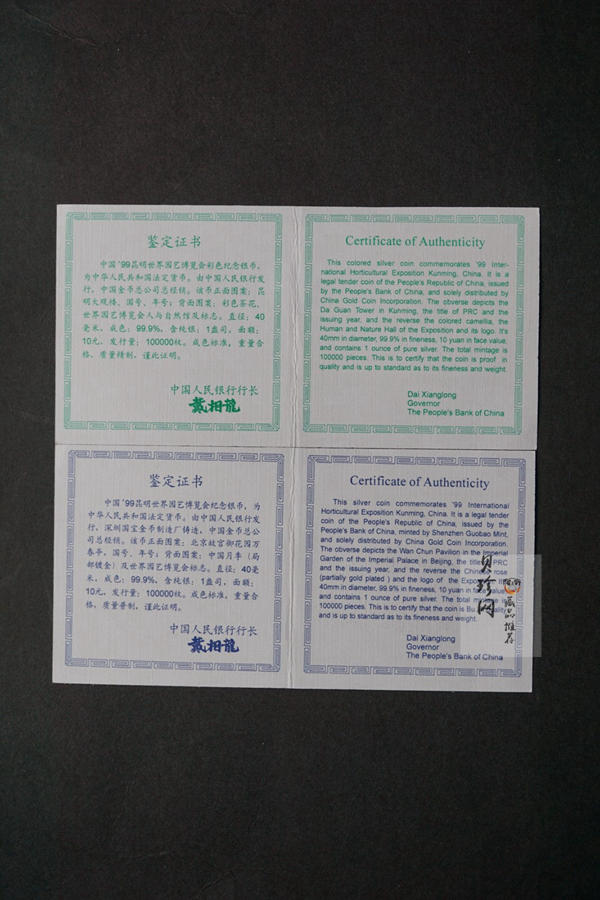 鉴定证书
中国'99昆明世界园艺博览会彩色纪念银币，
为中华人民共和国法定货币。由中国人民银行发
行，中国金币总公司总经销。该币正面图案：昆
明大观楼、国号、年号；背面图案：彩色茶花、
世界园艺博览会人与自然馆及标志。直径：40
毫米，成色：99.9%，含纯银：1盎司，面额：
10元，发行量：100000枚。成色标准，重量合
格、质量精制，谨此证明。
中国人民银行行长
戴相龍
Certificate of Authenticity
This colored silver coin commemorates '99 Inter-
national Horticultural Exposition Kunming, China. It is a
legal tender coin of the People's Republic of China, issued
by the People's Bank of China, and solely distributed by
China Gold Coin Incorporation. The obverse depicts the
Da Guan Tower in Kunming, the title of PRC and the
issuing year, and the reverse the colored camellia, the
Human and Nature Hall of the Exposition and its logo. It's
40mm in diameter, 99.9% in fineness, 10 yuan in face value,
and contains 1 ounce of pure silver. The total mintage is
100000 pieces. This is to certify that the coin is proof in
quality and is up to standard as to its fineness and weight.
Dai Xianglong
Governor
The People's Bank of China
鉴定证书
中国'99昆明世界园艺博览会纪念银币，为
中华人民共和国法定货币。由中国人民银行发
行，深圳国宝金币制造厂铸造，中国金币总公
司总经销。该币正面图案：北京故宫御花园万
春亭，国号、年号；背面图案：中国月季（局
部镀金）及世界园艺博览会标志。直径：40毫
米，成色：99.9%，含纯银：1盎司，面额：
10元，发行量：100000枚。成色标准，重量合
格，质量普制，谨此证明。
中国人民银行行长
戴相龍
Certificate of Authenticity
This silver coin commemorates '99 International
Horticultural Exposition Kunming, China. It is a legal tender
coin of the People's Republic of China, issued by the
People's Bank of China, minted by Shenzhen Guobao Mint,
and solely distributed by China Gold Coin Incorporation.
The obverse depicts the Wan Chun Pavilion in the Imperial
Garden of the Imperial Palace in Beijing, the title PRC
and the issuing year, and the reverse the Chinese rose
(partially gold plated) and the logo of the Exposition. It's
40mm in diameter, 99.9% in fineness, 10 yuan in face value
and contains 1 ounce of pure silver. The total mintage is
100000 pieces. This is to certify that the coin is Bu quality
and is up to standard as to its fineness and weight.
Dai Xianglong
Governor
The People's Bank of China
贝珍网
藏品推荐